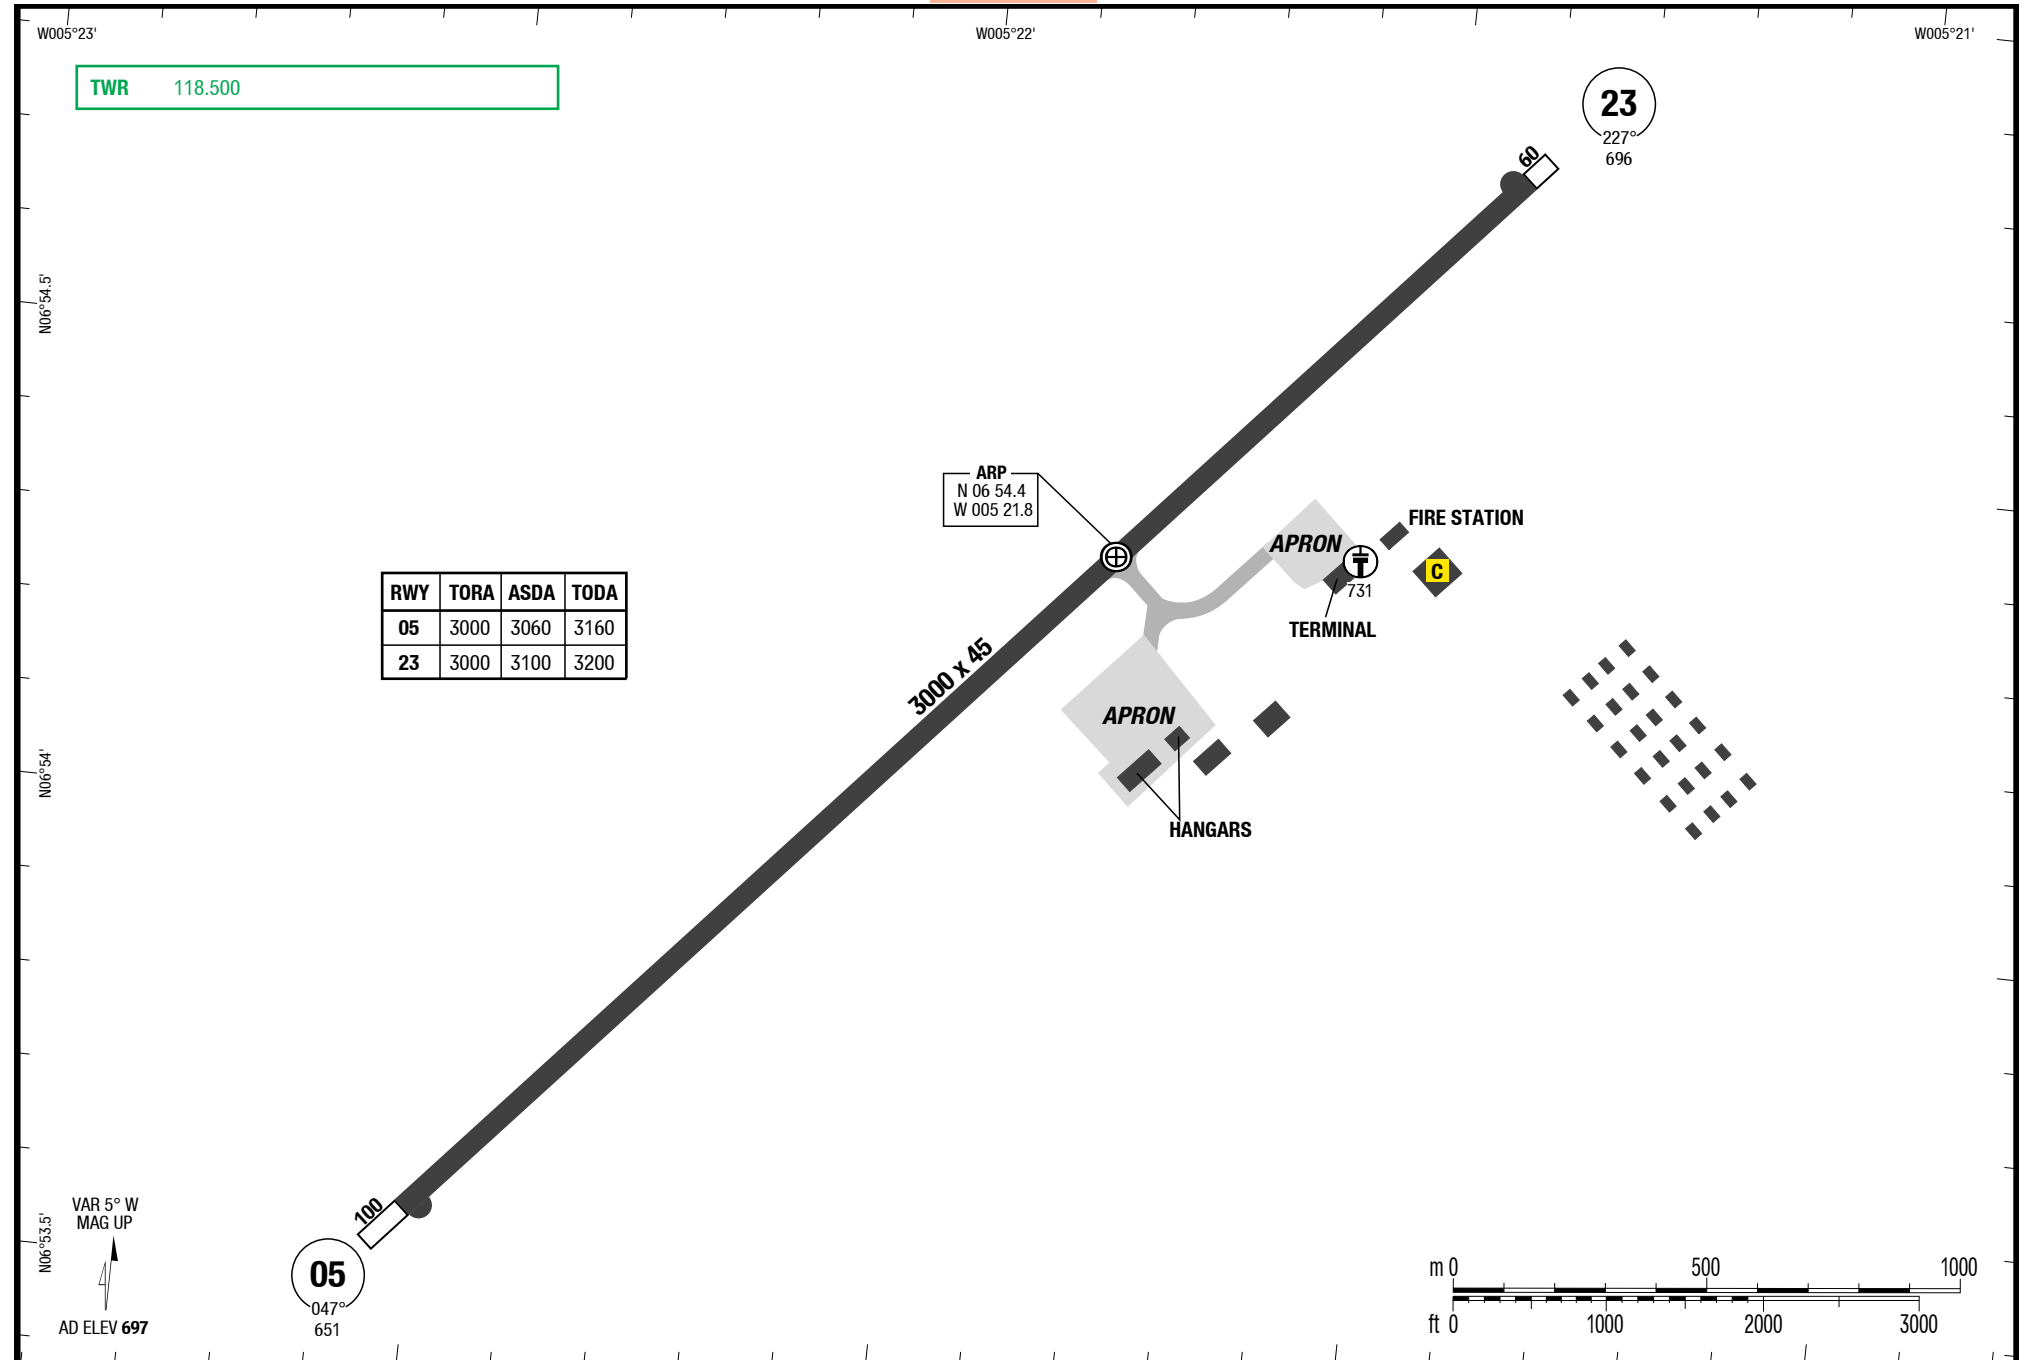 W005°23'
W005°22'
W005°21'
TWR 118.500
23
227°
696
60
N06°54.5'
ARP
N 06 54.4
W 005 21.8
FIRE STATION
APRON
C
731
TERMINAL
RWY TORA ASDA TODA
05 3000 3060 3160
23 3000 3100 3200
3000 x 45
APRON
N06°54'
HANGARS
100
VAR 5° W
MAG UP
N06°53.5'
05
047°
651
AD ELEV 697
m 0 500 1000
ft 0 1000 2000 3000